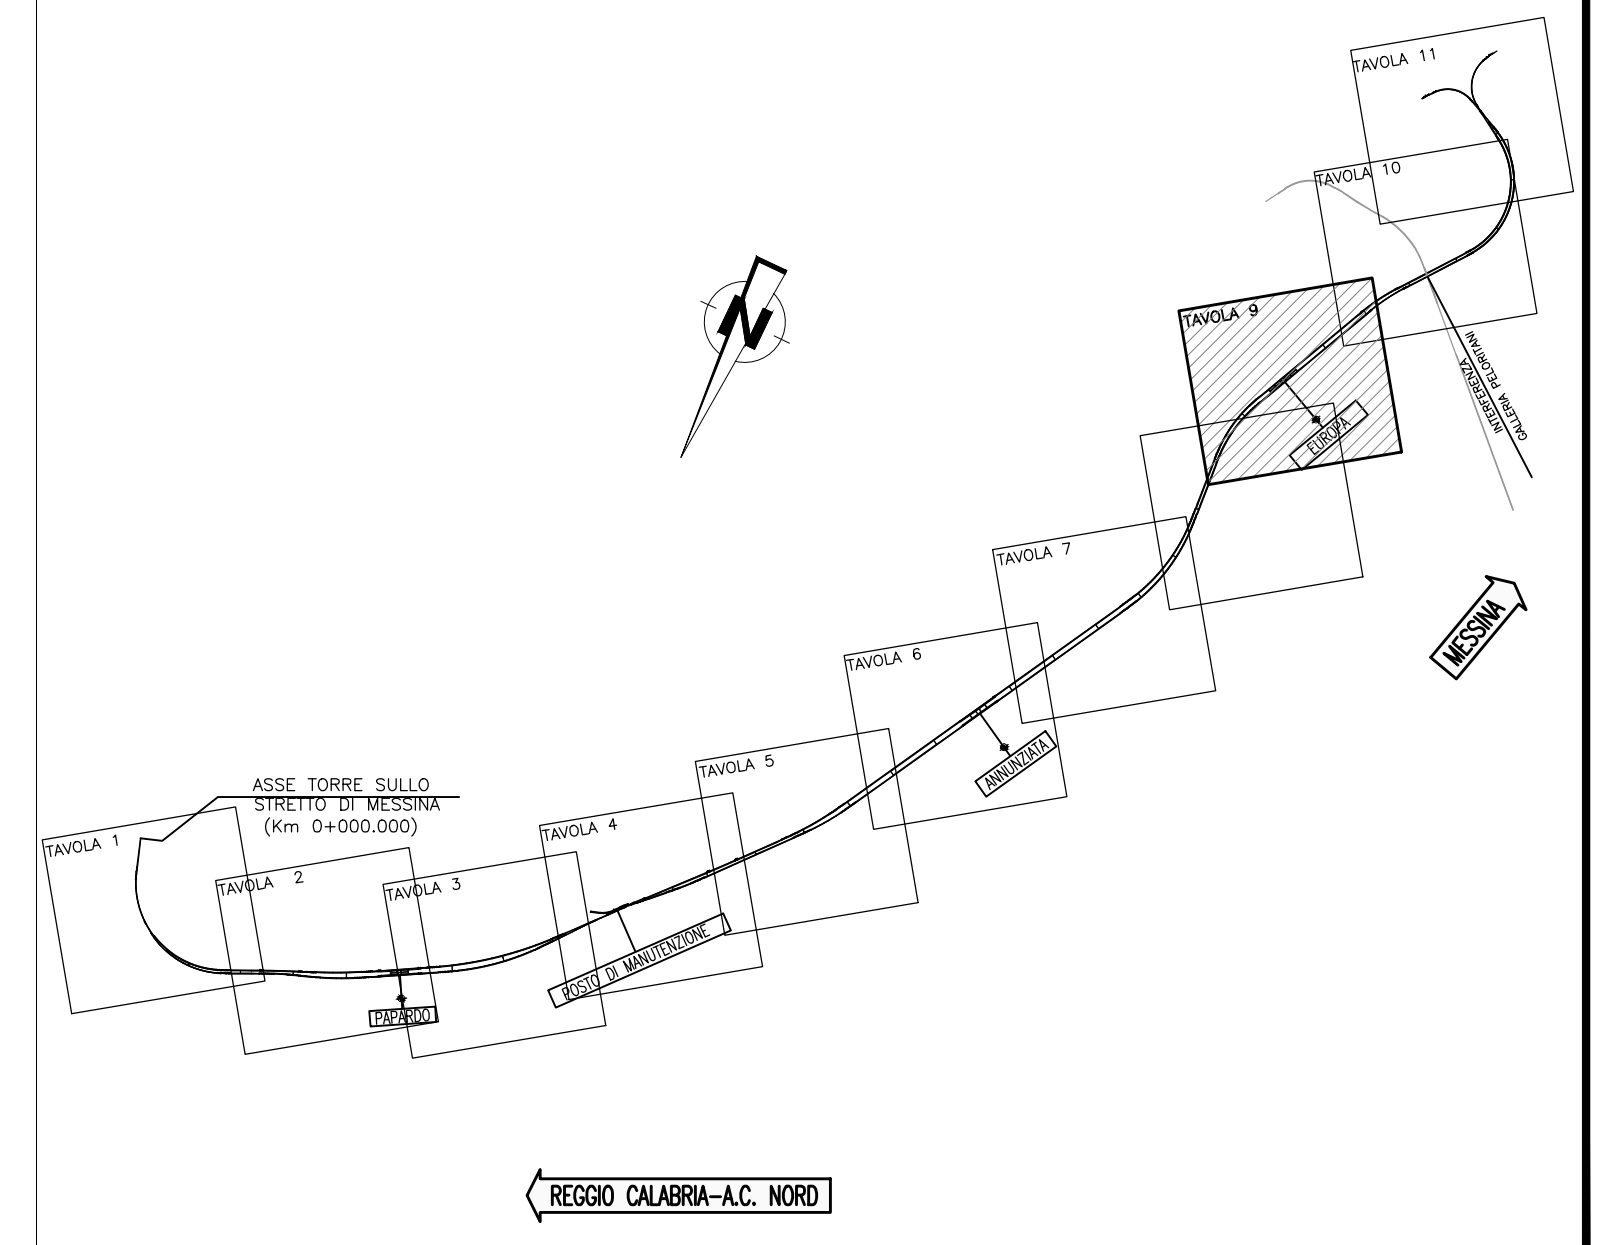 TAVOLA 11
TAVOLA 10
N
TAVOLA 9
INTERFERENZA
GALLERIA PELORITANI
EUROPA
TAVOLA 7
MESSINA
TAVOLA 6
ANNUNZIATA
TAVOLA 5
ASSE TORRE SULLO
STRETTO DI MESSINA
(Km 0+000.000)
TAVOLA 4
TAVOLA 1
TAVOLA 2
TAVOLA 3
POSTO DI MANUTENZIONE
PAPARDO
REGGIO CALABRIA-A.C. NORD